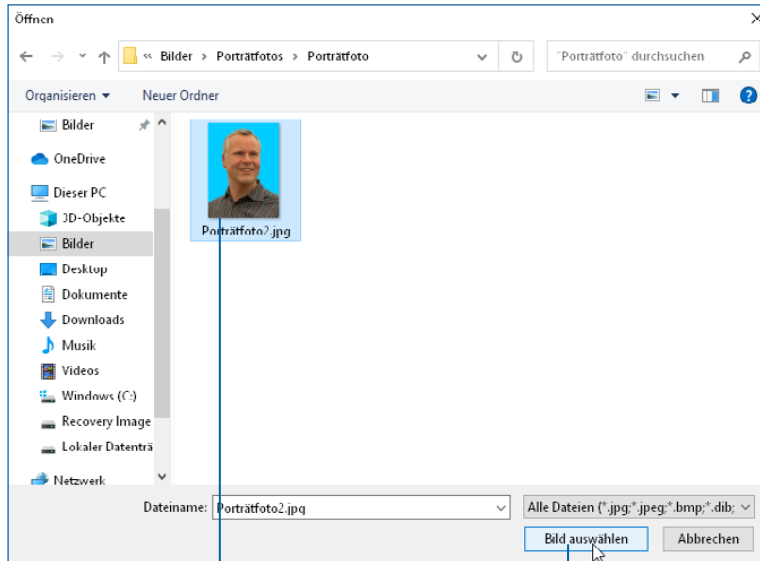 Öffnen
« Bilder > Porträtfotos > Porträtfoto
"Porträtfoto" durchsuchen
Organisieren
Neuer Ordner
Bilder
OneDrive
Dieser PC
3D-Objekte
Bilder
Desktop
Dokumente
Downloads
Musik
Videos
Windows (C:)
Recovery Image
Lokaler Datenträ
Netzwerk
Porträtfoto2.jpg
Dateiname: Porträtfoto2.jpg
Alle Dateien (*.jpg;*.jpeg;*.bmp;*.dib;
Bild auswählen
Abbrechen